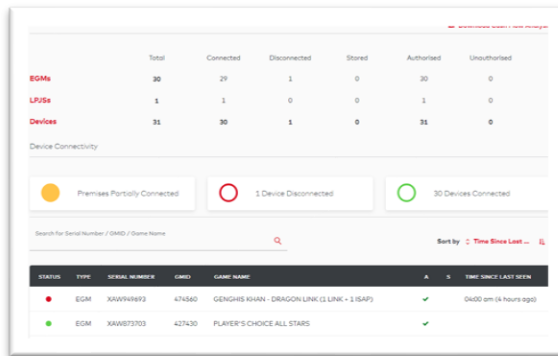 Total Connected Disconnected Stored Authorised Unauthorised
EGMs 30 29 1 0 30 0
LPJSs 1 1 0 0 1 0
Devices 31 30 1 0 31 0
Device Connectivity
Premises Partially Connected 1 Device Disconnected 30 Devices Connected
Search for Serial Number / GMID / Game Name
Sort by Time Since Last ...
STATUS TYPE SERIAL NUMBER GMID GAME NAME A S TIME SINCE LAST SEEN
EGM XAW949693 474560 GENGHIS KHAN - DRAGON LINK (1 LINK + 1 ISAP) 04:00 am (4 hours ago)
EGM XAW873703 427430 PLAYER'S CHOICE ALL STARS